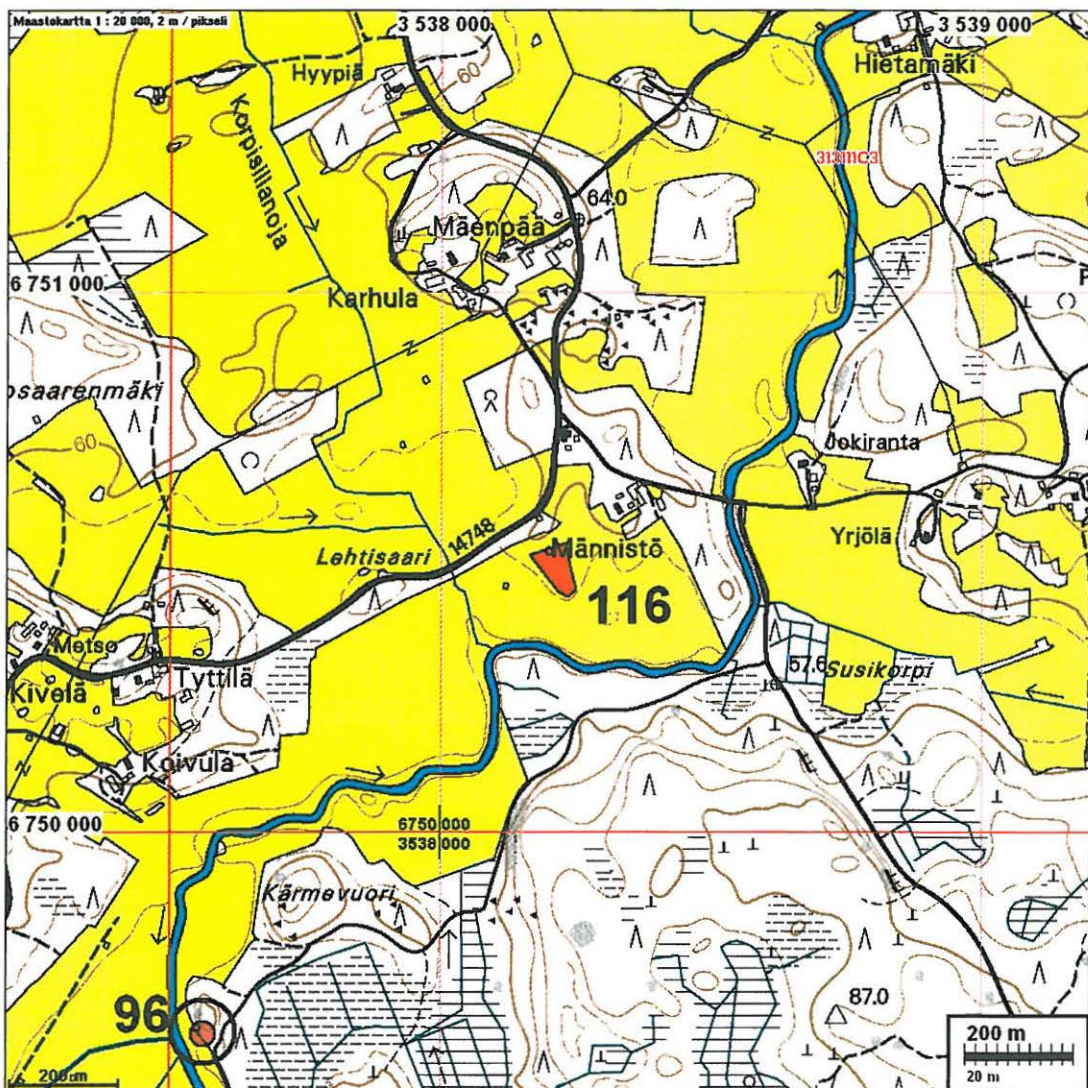 Maastokartta 1 : 20 000, 2 m / pikseli
3 538 000
3 539 000
Hyypiä
60
Hietamäki
Korpisillanoja
Z
313111C3
64.0
Mäenpää
6 751 000
Karhula
Z
osaarenmäki
60
Jokiranta
14748
Lehtisaari
Männistö
Yrjölä
116
Metso
Kivelä
Tyttilä
57.6
Susikorpi
Z
Koivula
6 750 000
6750 000
3538 000
Kärmevuori
96
87.0
200 m
20 m
200 m